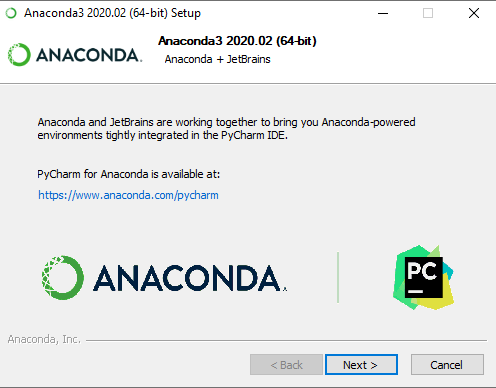 Anaconda3 2020.02 (64-bit) Setup
ANACONDA.
Anaconda3 2020.02 (64-bit)
Anaconda + JetBrains
Anaconda and JetBrains are working together to bring you Anaconda-powered
environments tightly integrated in the PyCharm IDE.
PyCharm for Anaconda is available at:
https://www.anaconda.com/pycharm
ANACONDA.
PC
Anaconda, Inc.
< Back
Next >
Cancel